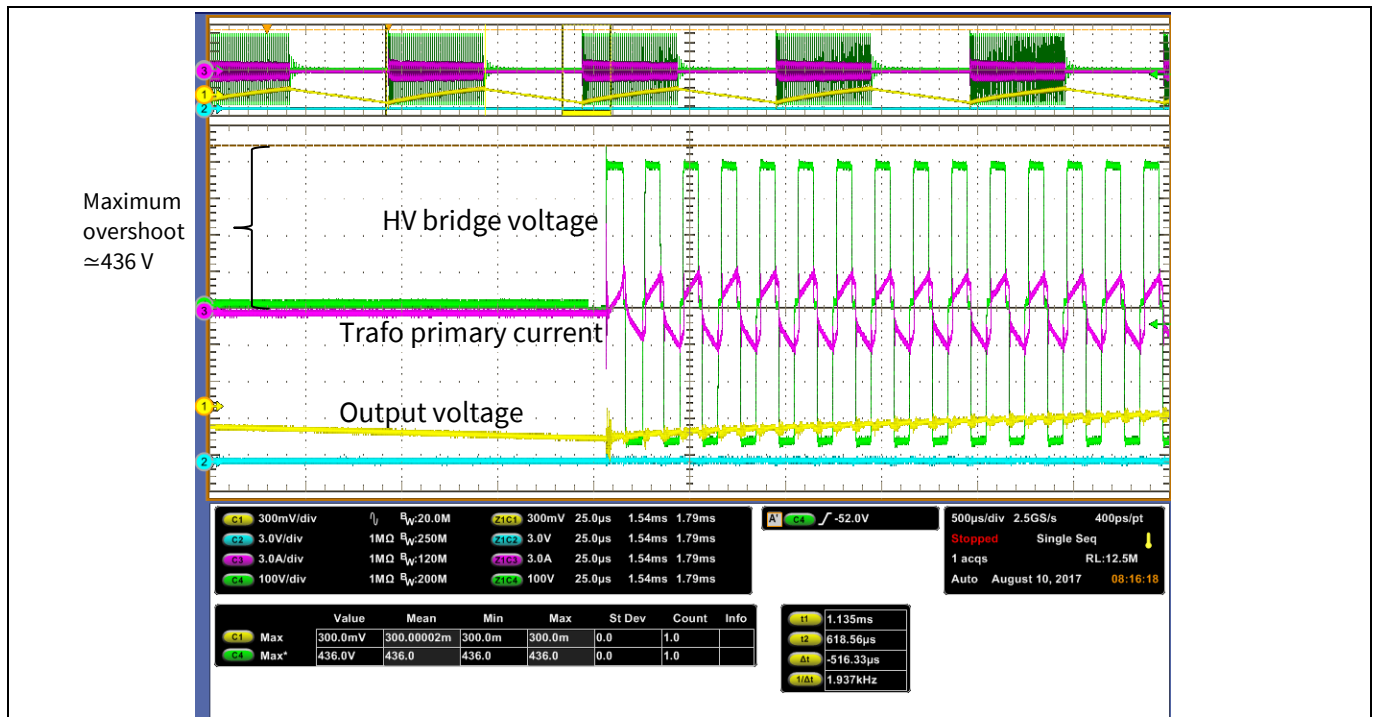 3
1
2
Maximum
overshoot
≃436 V
HV bridge voltage
3
Trafo primary current
1
Output voltage
2
C1 300mV/div BW:20.0M Z1C1 300mV 25.0µs 1.54ms 1.79ms
C2 3.0V/div 1MΩ BW:250M Z1C2 3.0V 25.0µs 1.54ms 1.79ms
C3 3.0A/div 1MΩ BW:120M Z1C3 3.0A 25.0µs 1.54ms 1.79ms
C4 100V/div 1MΩ BW:200M Z1C4 100V 25.0µs 1.54ms 1.79ms
A' C4 -52.0V
500µs/div 2.5GS/s 400ps/pt
Stopped Single Seq
1 acqs RL:12.5M
Auto August 10, 2017 08:16:18
Value Mean Min Max St Dev Count Info
C1 Max 300.0mV 300.00002m 300.0m 300.0m 0.0 1.0
C4 Max* 436.0V 436.0 436.0 436.0 0.0 1.0
t1 1.135ms
t2 618.56µs
Δt -516.33µs
1/Δt 1.937kHz